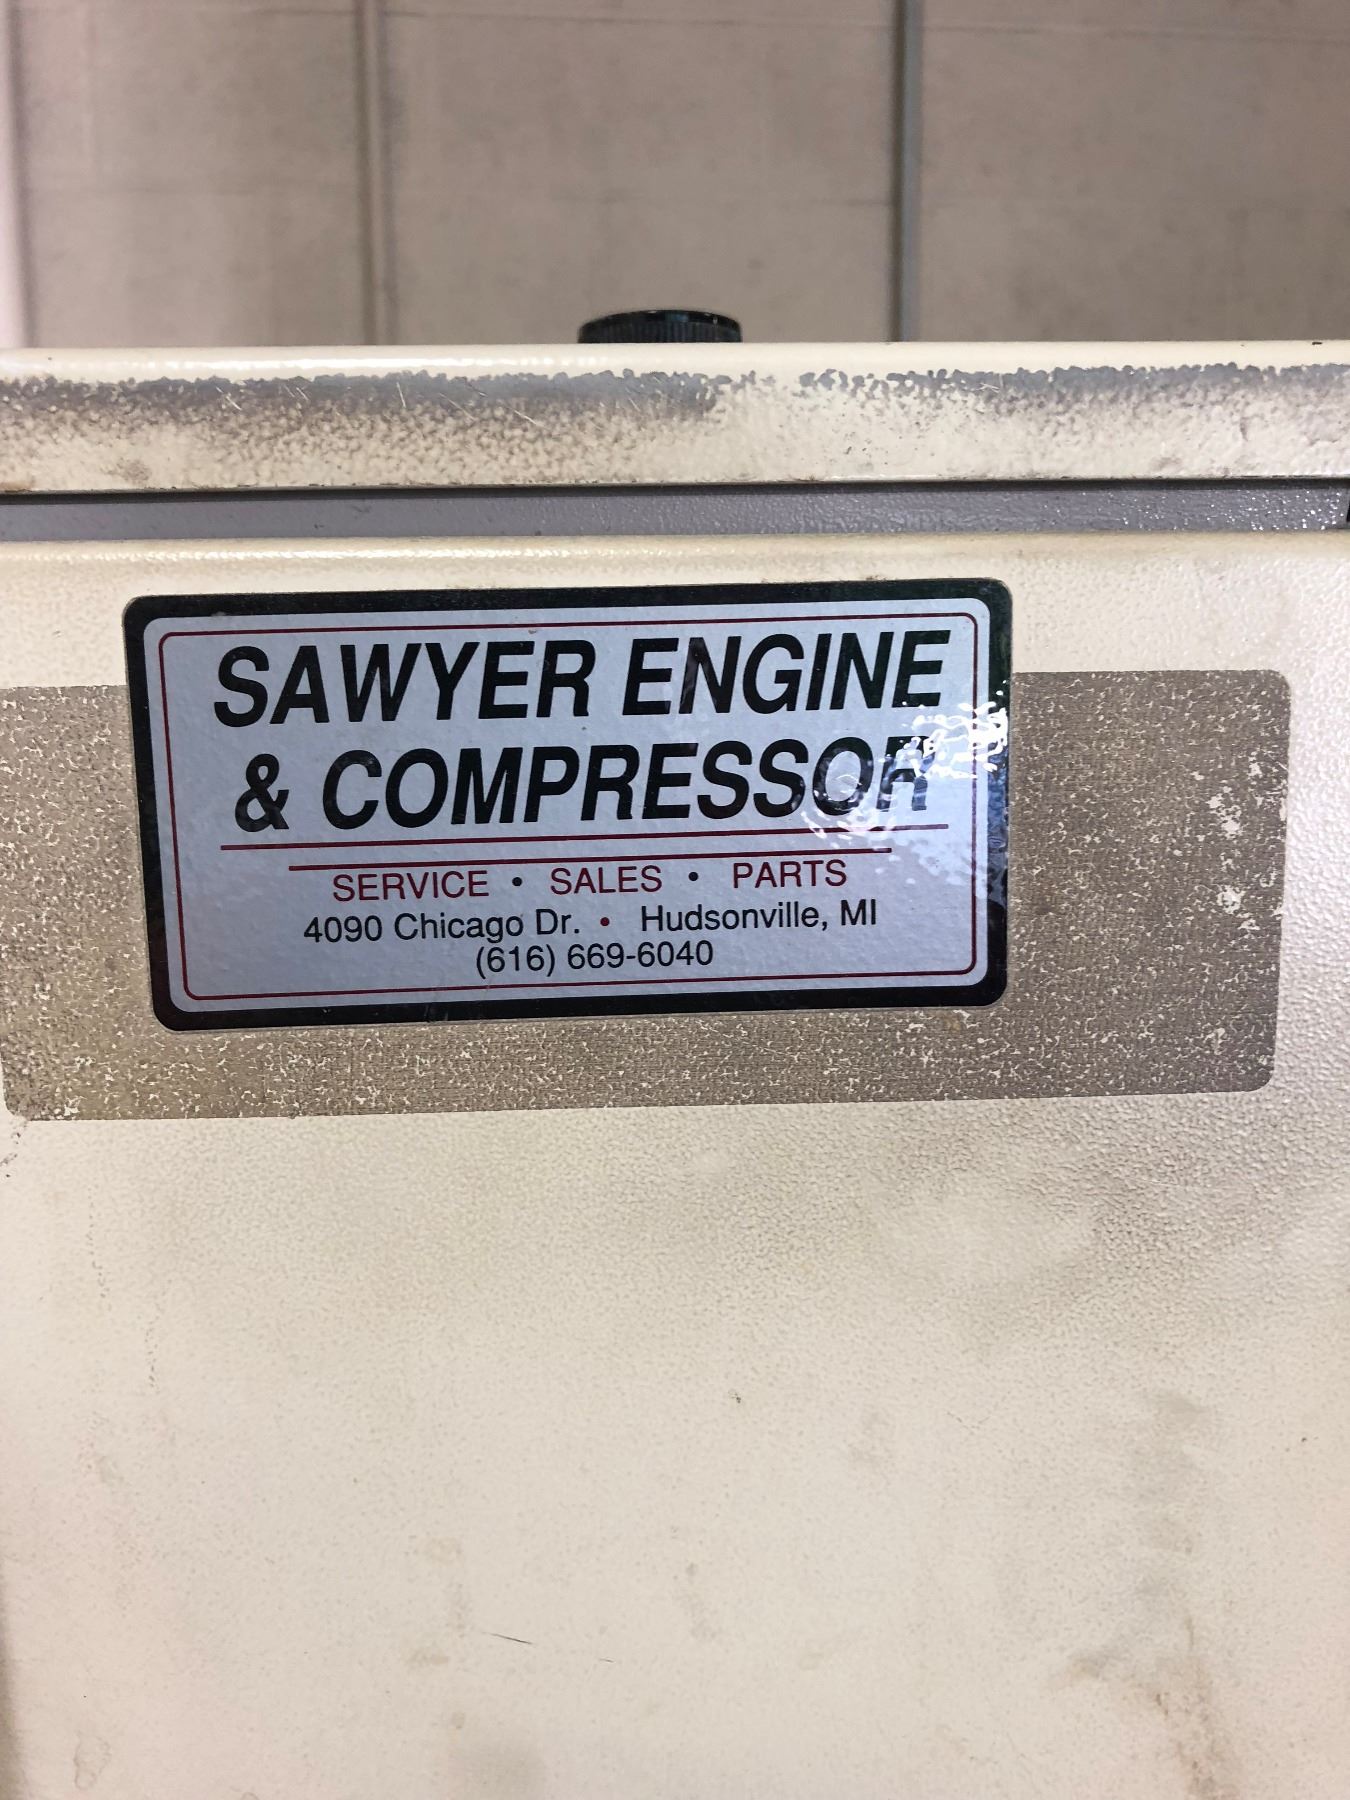 SAWYER ENGINE
& COMPRESSOR
SERVICE • SALES • PARTS
4090 Chicago Dr. • Hudsonville, MI
(616) 669-6040